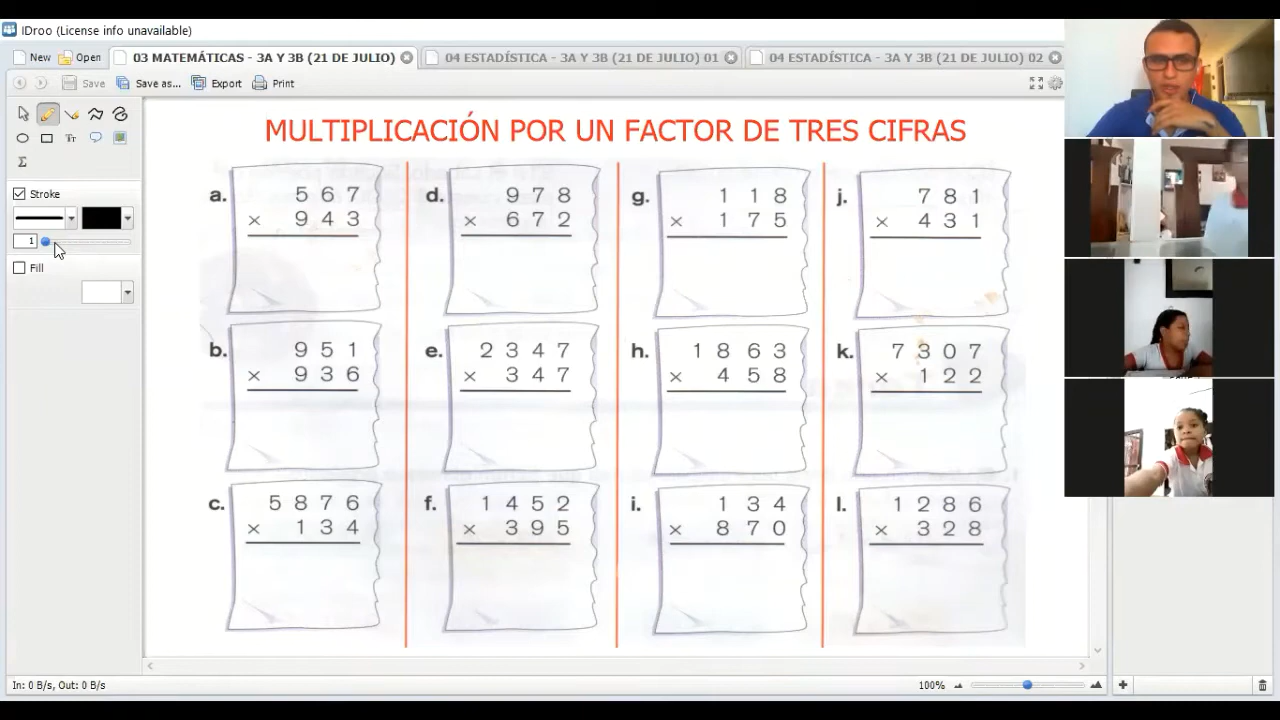 IDroo (License info unavailable)
New Open 03 MATEMÁTICAS - 3A Y 3B (21 DE JULIO) 04 ESTADÍSTICA - 3A Y 3B (21 DE JULIO) 01 04 ESTADÍSTICA - 3A Y 3B (21 DE JULIO) 02
Save Save as... Export Print
Tr
Σ
Stroke
1
Fill
MULTIPLICACIÓN POR UN FACTOR DE TRES CIFRAS
a. 567
× 943
d. 978
× 672
g. 118
× 175
j. 781
× 431
b. 951
× 936
e. 2347
× 347
h. 1863
× 458
k. 7307
× 122
c. 5876
× 134
f. 1452
× 395
i. 134
× 870
l. 1286
× 328
In: 0 B/s, Out: 0 B/s
100%